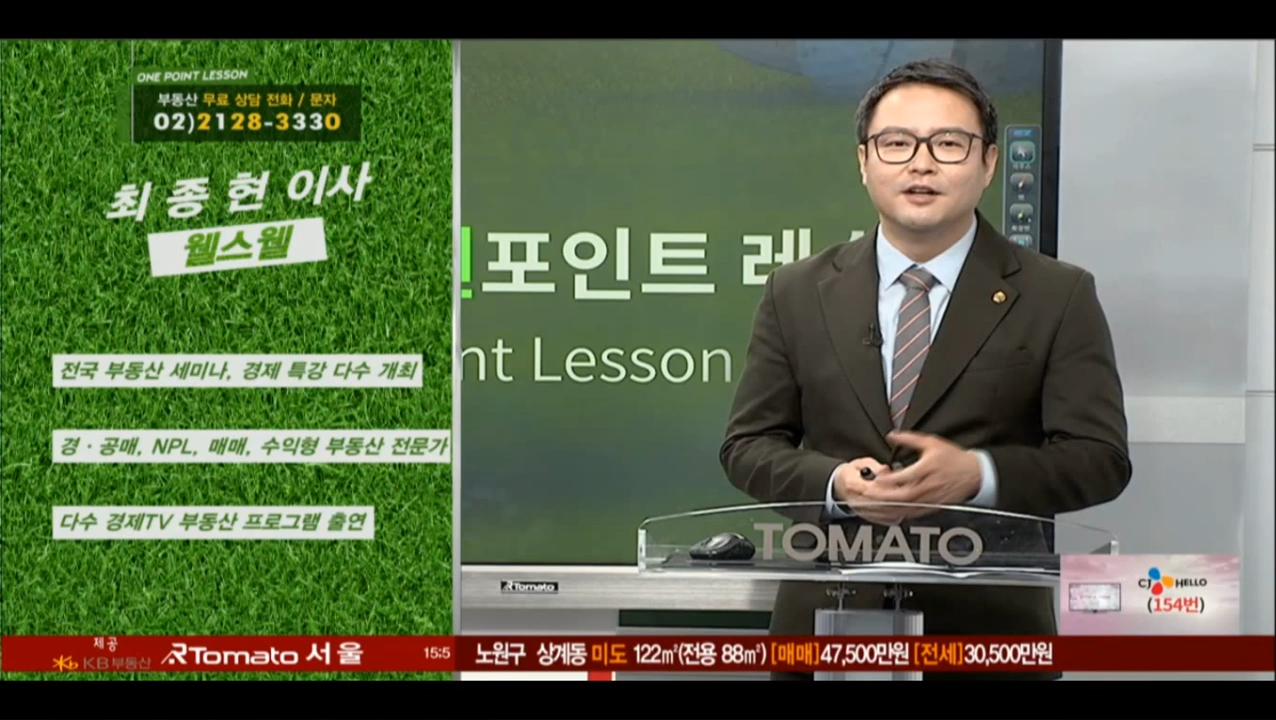 ONE POINT LESSON
부동산 무료 상담 전화 / 문자
02)2128-3330
최종현 이사
웰스웰
전국 부동산 세미나, 경제 특강 다수 개최
경·공매, NPL, 매매, 수익형 부동산 전문가
다수 경제TV 부동산 프로그램 출연
포인트 레
nt Lesson
TOMATO
RTomato
CJ HELLO
(154번)
제공
KB부동산
RTomato 서울
15:5
노원구 상계동 미도 122㎡(전용 88㎡) [매매]47,500만원 [전세]30,500만원